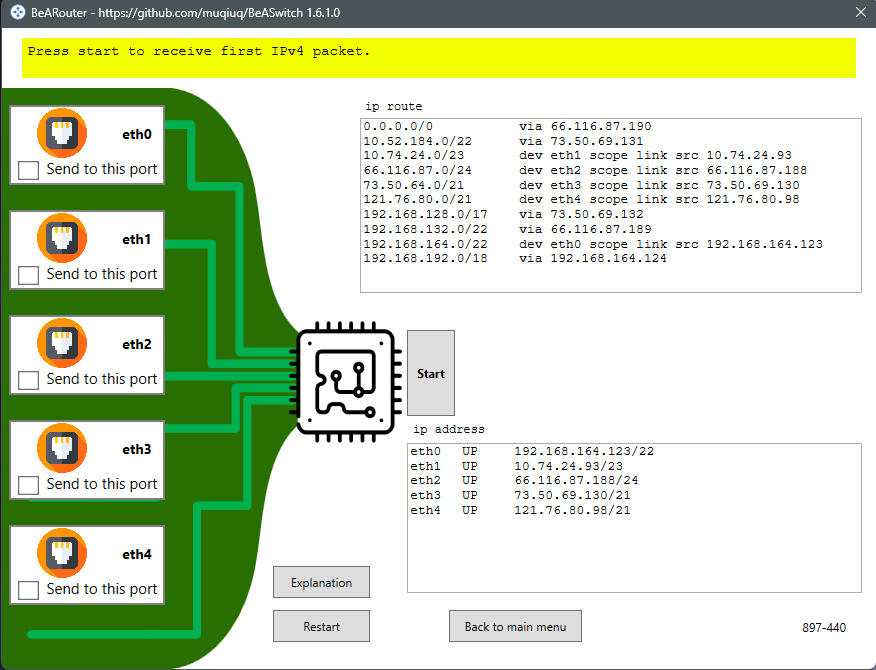 BeARouter - https://github.com/muqiuq/BeASwitch 1.6.1.0
Press start to receive first IPv4 packet.
eth0
Send to this port
eth1
Send to this port
eth2
Send to this port
eth3
Send to this port
eth4
Send to this port
ip route
0.0.0.0/0 via 66.116.87.190
10.52.184.0/22 via 73.50.69.131
10.74.24.0/23 dev eth1 scope link src 10.74.24.93
66.116.87.0/24 dev eth2 scope link src 66.116.87.188
73.50.64.0/21 dev eth3 scope link src 73.50.69.130
121.76.80.0/21 dev eth4 scope link src 121.76.80.98
192.168.128.0/17 via 73.50.69.132
192.168.132.0/22 via 66.116.87.189
192.168.164.0/22 dev eth0 scope link src 192.168.164.123
192.168.192.0/18 via 192.168.164.124
Start
ip address
eth0 UP 192.168.164.123/22
eth1 UP 10.74.24.93/23
eth2 UP 66.116.87.188/24
eth3 UP 73.50.69.130/21
eth4 UP 121.76.80.98/21
Explanation
Restart
Back to main menu
897-440